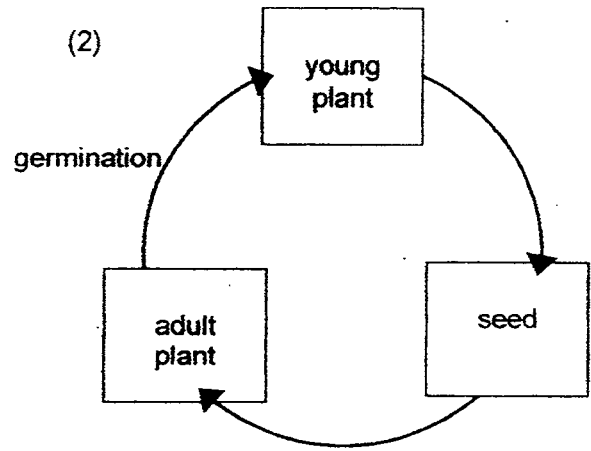 (2)
young
plant
germination
adult
plant
seed